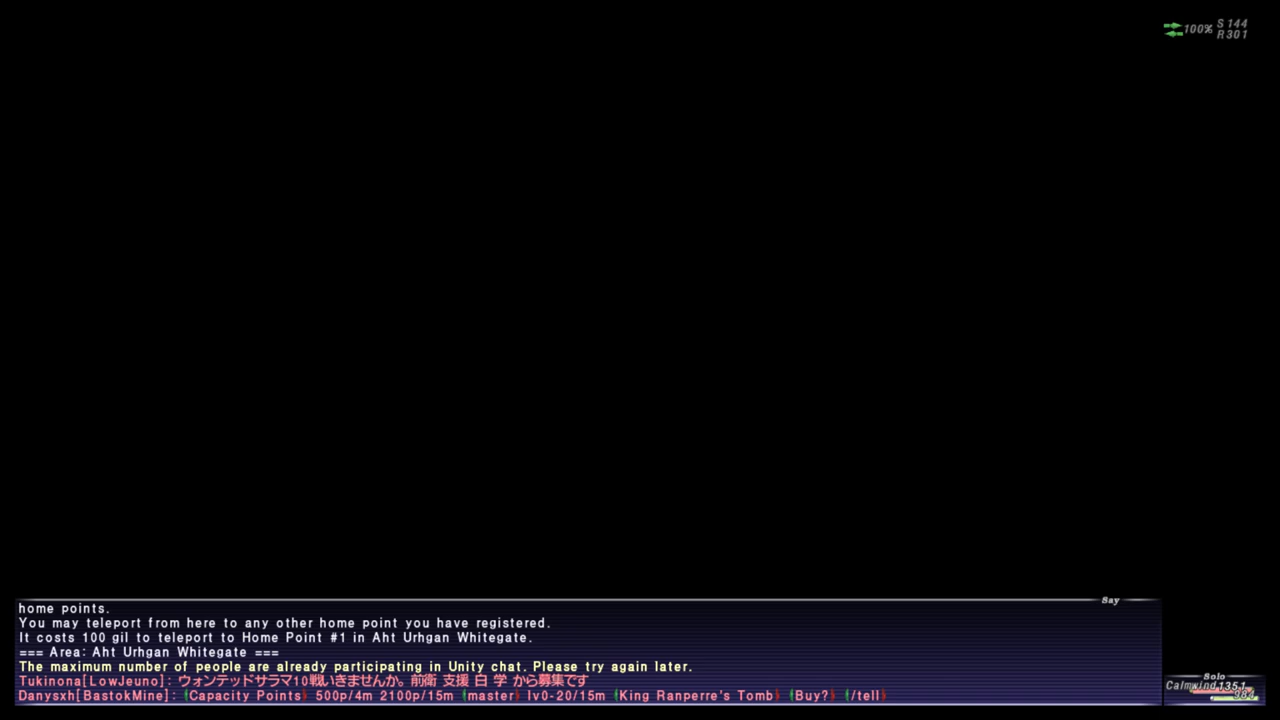 100% S 144
R 301
Say
home points.
You may teleport from here to any other home point you have registered.
It costs 100 gil to teleport to Home Point #1 in Aht Urhgan Whitegate.
=== Area: Aht Urhgan Whitegate ===
The maximum number of people are already participating in Unity chat. Please try again later.
Tukinona[LowJeuno]: ウォンテッドサラマ10戦いきませんか。前衛 支援 白 学 から募集です
Danysxh[BastokMine]: Capacity Points 500p/4m 2100p/15m master lv0-20/15m King Ranperre's Tomb Buy? /tell
Solo
Calmwind 1351